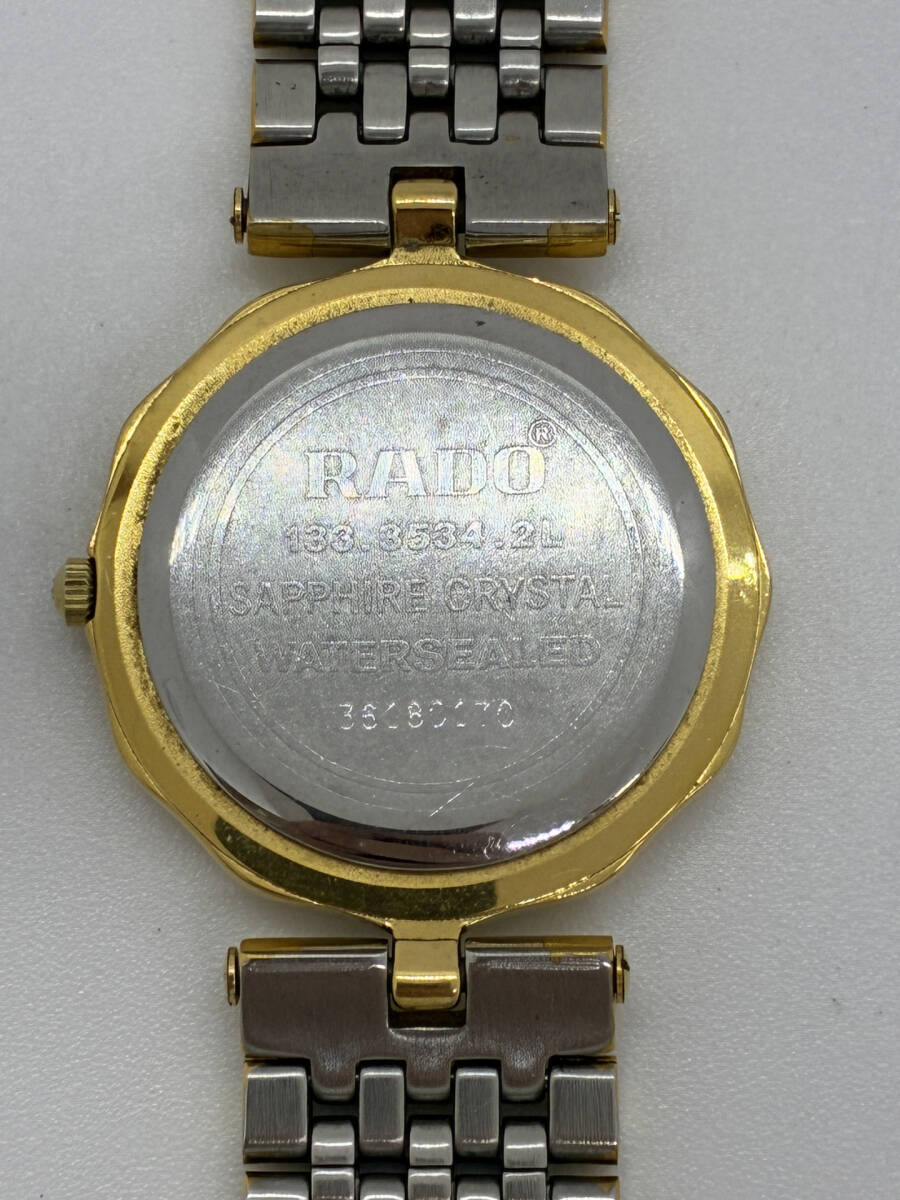 RADO®
133.3534.2L
SAPPHIRE CRYSTAL
WATERSEALED
36180170